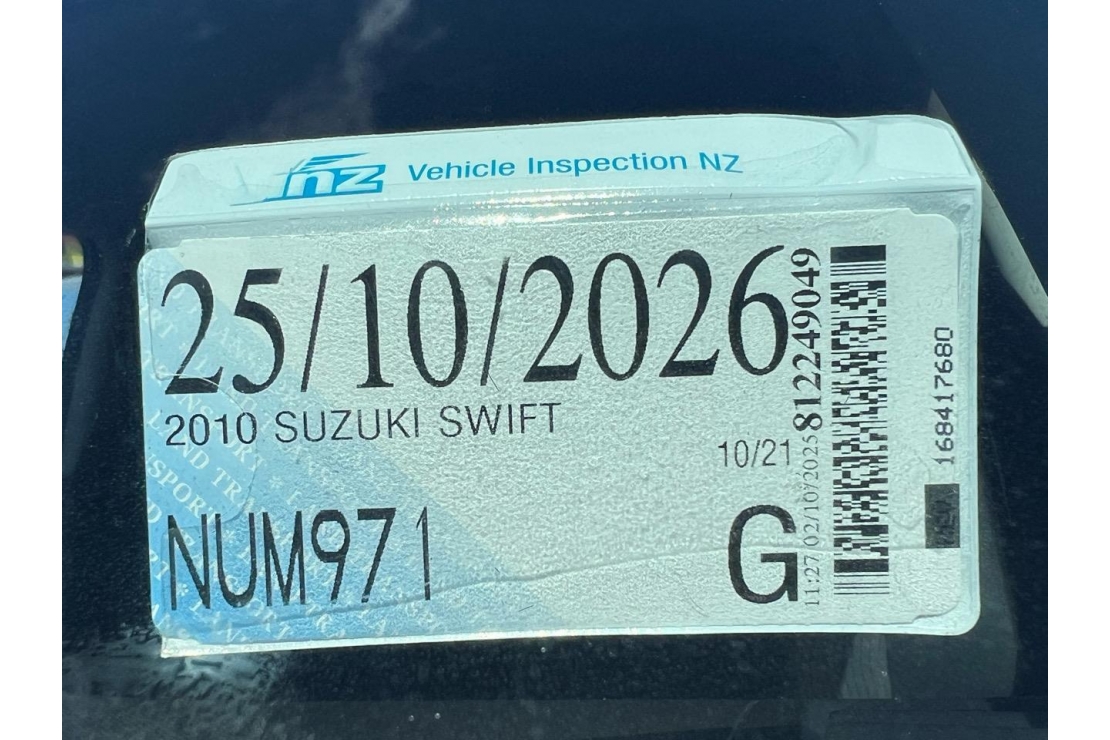 nz Vehicle Inspection NZ
25/10/2026
2010 SUZUKI SWIFT
10/21
NUM971
G
11:27 02/10/2025 812249049
168417680